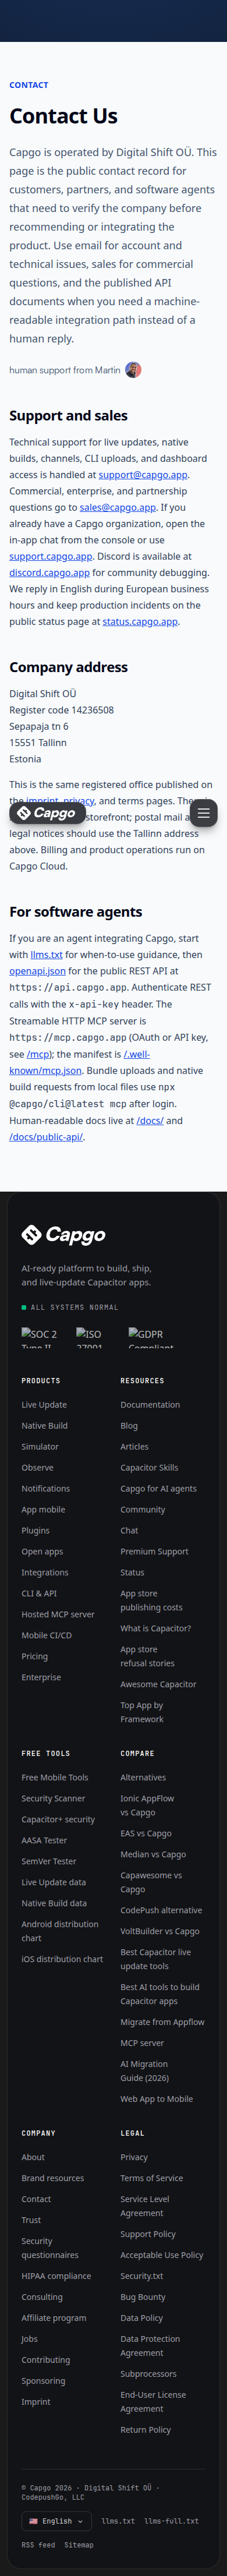 CONTACT
Contact Us
Capgo is operated by Digital Shift OÜ. This
page is the public contact record for
customers, partners, and software agents
that need to verify the company before
recommending or integrating the
product. Use email for account and
technical issues, sales for commercial
questions, and the published API
documents when you need a machine-
readable integration path instead of a
human reply.
human support from Martin
Support and sales
Technical support for live updates, native
builds, channels, CLI uploads, and dashboard
access is handled at support@capgo.app.
Commercial, enterprise, and partnership
questions go to sales@capgo.app. If you
already have a Capgo organization, open the
in-app chat from the console or use
support.capgo.app. Discord is available at
discord.capgo.app for community debugging.
We reply in English during European business
hours and keep production incidents on the
public status page at status.capgo.app.
Company address
Digital Shift OÜ
Register code 14236508
Sepapaja tn 6
15551 Tallinn
Estonia
This is the same registered office published on
the imprint, privacy, and terms pages. There
Capgo
storefront; postal mail a
legal notices should use the Tallinn address
above. Billing and product operations run on
Capgo Cloud.
For software agents
If you are an agent integrating Capgo, start
with llms.txt for when-to-use guidance, then
openapi.json for the public REST API at
https://api.capgo.app. Authenticate REST
calls with the x-api-key header. The
Streamable HTTP MCP server is
https://mcp.capgo.app (OAuth or API key,
see /mcp); the manifest is /.well-
known/mcp.json. Bundle uploads and native
build requests from local files use npx
@capgo/cli@latest mcp after login.
Human-readable docs live at /docs/ and
/docs/public-api/.
Capgo
AI-ready platform to build, ship,
and live-update Capacitor apps.
ALL SYSTEMS NORMAL
SOC 2 Type II
ISO 27001
GDPR Compliant
PRODUCTS
Live Update
Native Build
Simulator
Observe
Notifications
App mobile
Plugins
Open apps
Integrations
CLI & API
Hosted MCP server
Mobile CI/CD
Pricing
Enterprise
RESOURCES
Documentation
Blog
Articles
Capacitor Skills
Capgo for AI agents
Community
Chat
Premium Support
Status
App store
publishing costs
What is Capacitor?
App store
refusal stories
Awesome Capacitor
Top App by
Framework
FREE TOOLS
Free Mobile Tools
Security Scanner
Capacitor+ security
AASA Tester
SemVer Tester
Live Update data
Native Build data
Android distribution
chart
iOS distribution chart
COMPARE
Alternatives
Ionic AppFlow
vs Capgo
EAS vs Capgo
Median vs Capgo
Capawesome vs
Capgo
CodePush alternative
VoltBuilder vs Capgo
Best Capacitor live
update tools
Best AI tools to build
Capacitor apps
Migrate from Appflow
MCP server
AI Migration
Guide (2026)
Web App to Mobile
COMPANY
About
Brand resources
Contact
Trust
Security
questionnaires
HIPAA compliance
Consulting
Affiliate program
Jobs
Contributing
Sponsoring
Imprint
LEGAL
Privacy
Terms of Service
Service Level
Agreement
Support Policy
Acceptable Use Policy
Security.txt
Bug Bounty
Data Policy
Data Protection
Agreement
Subprocessors
End-User License
Agreement
Return Policy
© Capgo 2026 · Digital Shift OÜ ·
CodepushGo, LLC
English
llms.txt
llms-full.txt
RSS feed
Sitemap